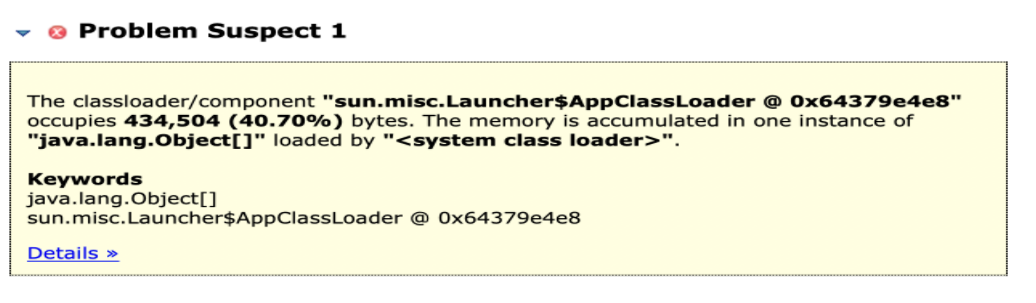 Problem Suspect 1
The classloader/component "sun.misc.Launcher$AppClassLoader @ 0x64379e4e8"
occupies 434,504 (40.70%) bytes. The memory is accumulated in one instance of
"java.lang.Object[]" loaded by "<system class loader>".
Keywords
java.lang.Object[]
sun.misc.Launcher$AppClassLoader @ 0x64379e4e8
Details »